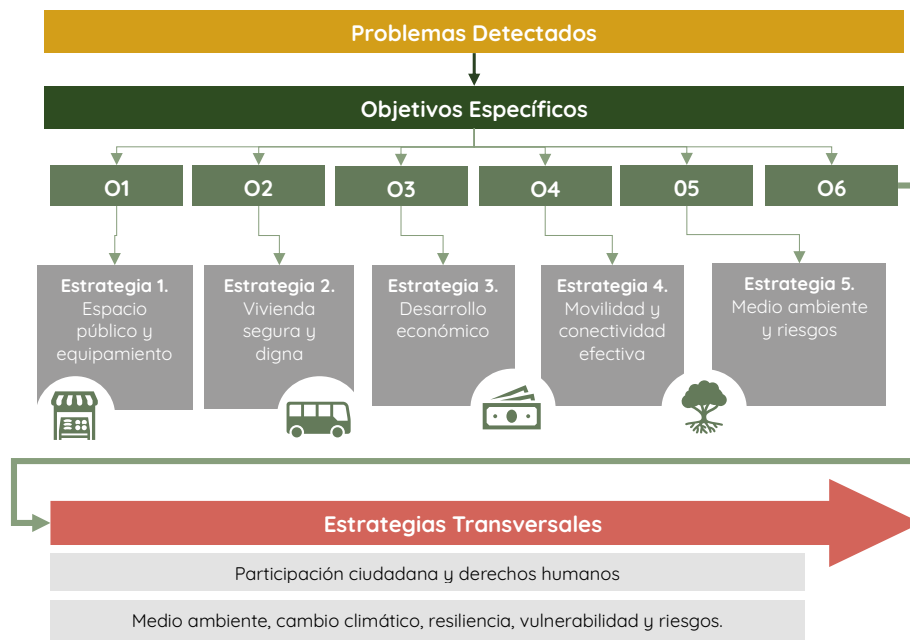 Problemas Detectados
Objetivos Específicos
O1
O2
O3
O4
05
O6
Estrategia 1.
Espacio
público y
equipamiento
Estrategia 2.
Vivienda
segura y
digna
Estrategia 3.
Desarrollo
económico
Estrategia 4.
Movilidad y
conectividad
efectiva
Estrategia 5.
Medio ambiente
y riesgos
Estrategias Transversales
Participación ciudadana y derechos humanos
Medio ambiente, cambio climático, resiliencia, vulnerabilidad y riesgos.